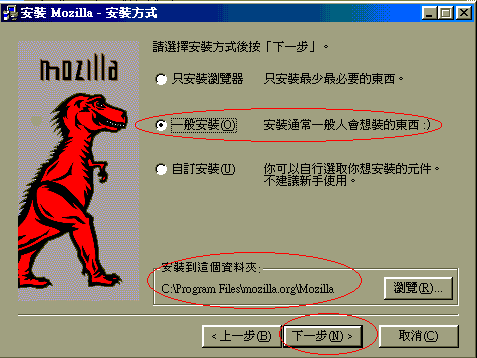 安裝 Mozilla - 安裝方式
mozilla
請選擇安裝方式後按「下一步」。
只安裝瀏覽器 只安裝最少最必要的東西。
一般安裝(O) 安裝通常一般人會想裝的東西 :)
自訂安裝(U) 你可以自行選取你想安裝的元件。
不建議新手使用。
安裝到這個資料夾:
C:\Program Files\mozilla.org\Mozilla
瀏覽(R)...
< 上一步(B) 下一步(N) > 取消(C)